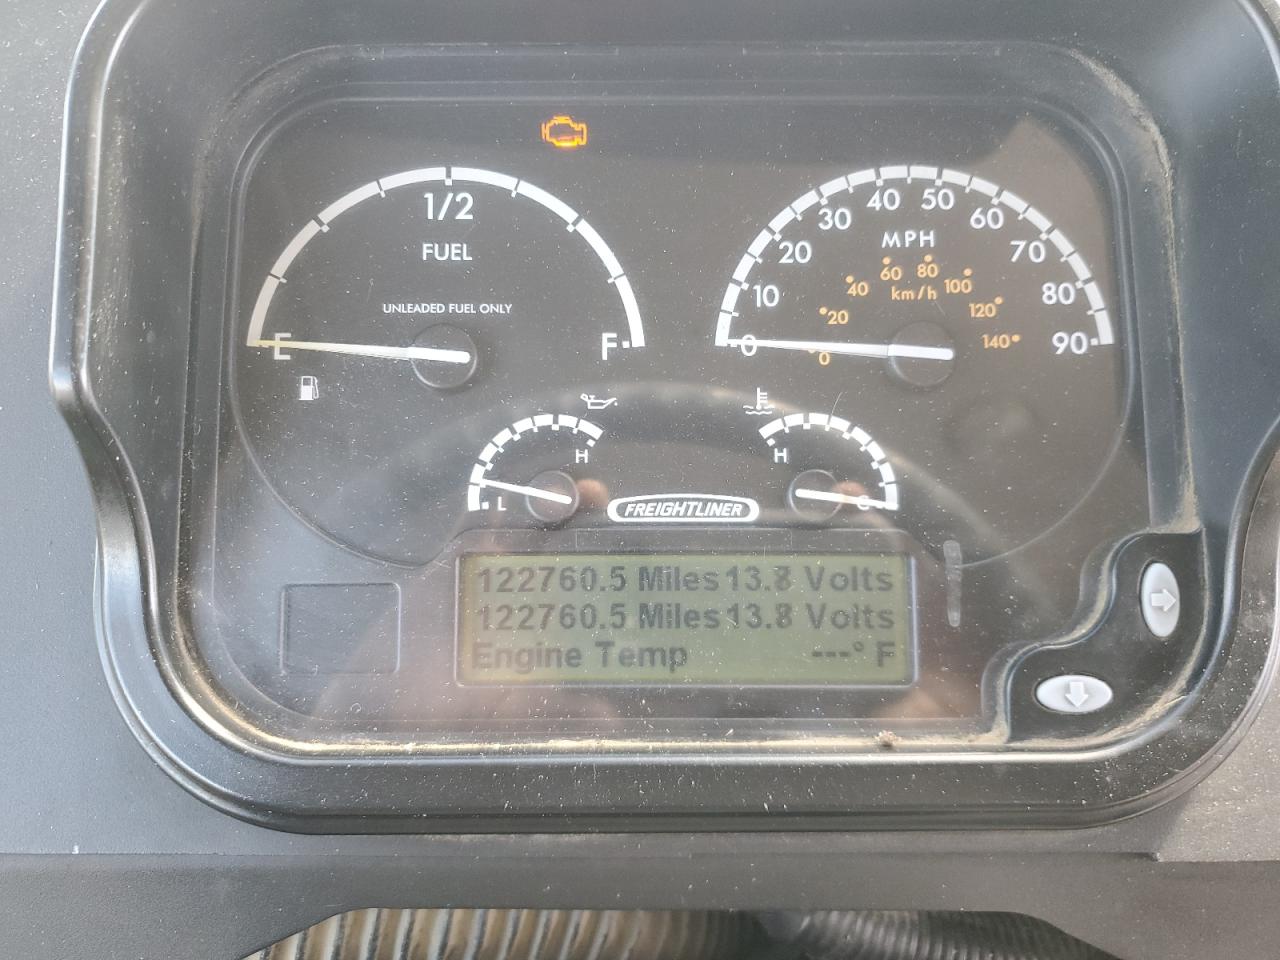 1/2
FUEL
UNLEADED FUEL ONLY
E
F
0
10
20
30
40
50
60
70
80
90
MPH
km/h
0
20
40
60
80
100
120
140
L
H
H
C
FREIGHTLINER
122760.5 Miles 13.8 Volts
122760.5 Miles 13.8 Volts
Engine Temp ---° F